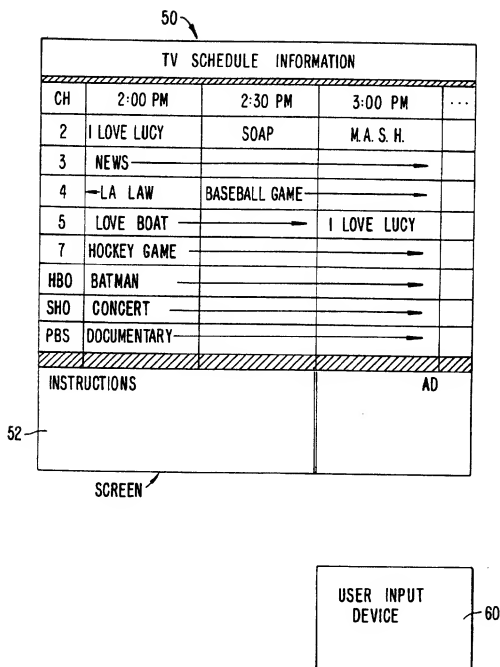 50
TV SCHEDULE INFORMATION
CH 2:00 PM 2:30 PM 3:00 PM ...
2 I LOVE LUCY SOAP M.A.S.H.
3 NEWS
4 LA LAW BASEBALL GAME
5 LOVE BOAT I LOVE LUCY
7 HOCKEY GAME
HBO BATMAN
SHO CONCERT
PBS DOCUMENTARY
INSTRUCTIONS AD
52
SCREEN
USER INPUT
DEVICE
60